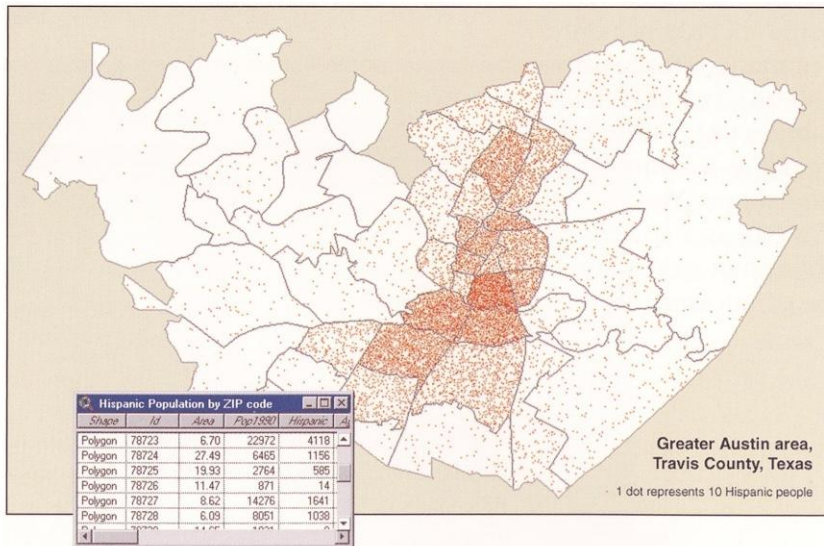 Hispanic Population by ZIP code
Shape Id Area Pop1990 Hispanic
Polygon 78723 6.70 22972 4118
Polygon 78724 27.49 6465 1156
Polygon 78725 19.93 2764 585
Polygon 78726 11.47 871 14
Polygon 78727 8.62 14276 1641
Polygon 78728 6.09 8051 1038
Greater Austin area,
Travis County, Texas
1 dot represents 10 Hispanic people